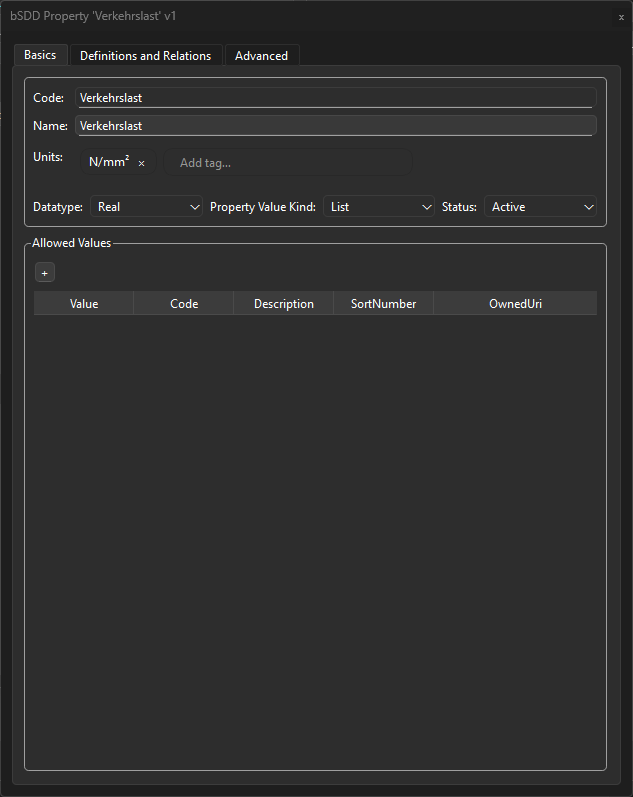 bSDD Property 'Verkehrslast' v1
x
Basics Definitions and Relations Advanced
Code: Verkehrslast
Name: Verkehrslast
Units: N/mm² × Add tag...
Datatype: Real Property Value Kind: List Status: Active
Allowed Values
+
Value Code Description SortNumber OwnedUri